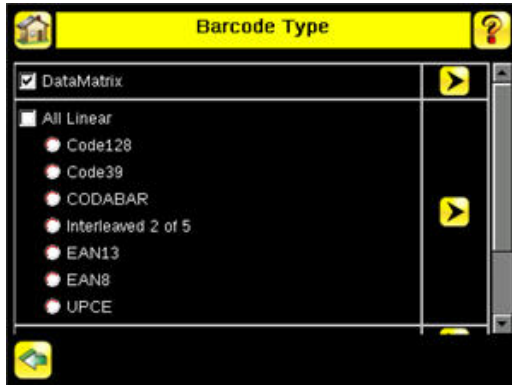 Barcode Type
?
DataMatrix
All Linear
Code128
Code39
CODABAR
Interleaved 2 of 5
EAN13
EAN8
UPCE